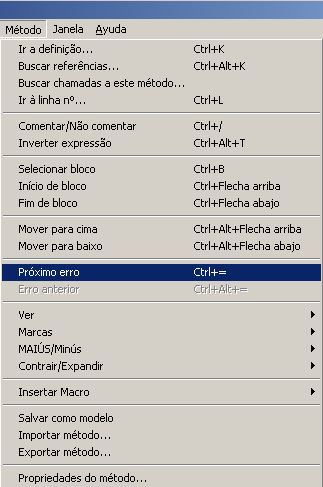 Método Janela Ayuda
Ir a definição... Ctrl+K
Buscar referências... Ctrl+Alt+K
Buscar chamadas a este método...
Ir à linha nº... Ctrl+L
Comentar/Não comentar Ctrl+/
Inverter expressão Ctrl+Alt+T
Selecionar bloco Ctrl+B
Início de bloco Ctrl+Flecha arriba
Fim de bloco Ctrl+Flecha abajo
Mover para cima Ctrl+Alt+Flecha arriba
Mover para baixo Ctrl+Alt+Flecha abajo
Próximo erro Ctrl+=
Erro anterior Ctrl+Alt+=
Ver
Marcas
MAIÚS/Minús
Contrair/Expandir
Insertar Macro
Salvar como modelo
Importar método...
Exportar método...
Propriedades do método...